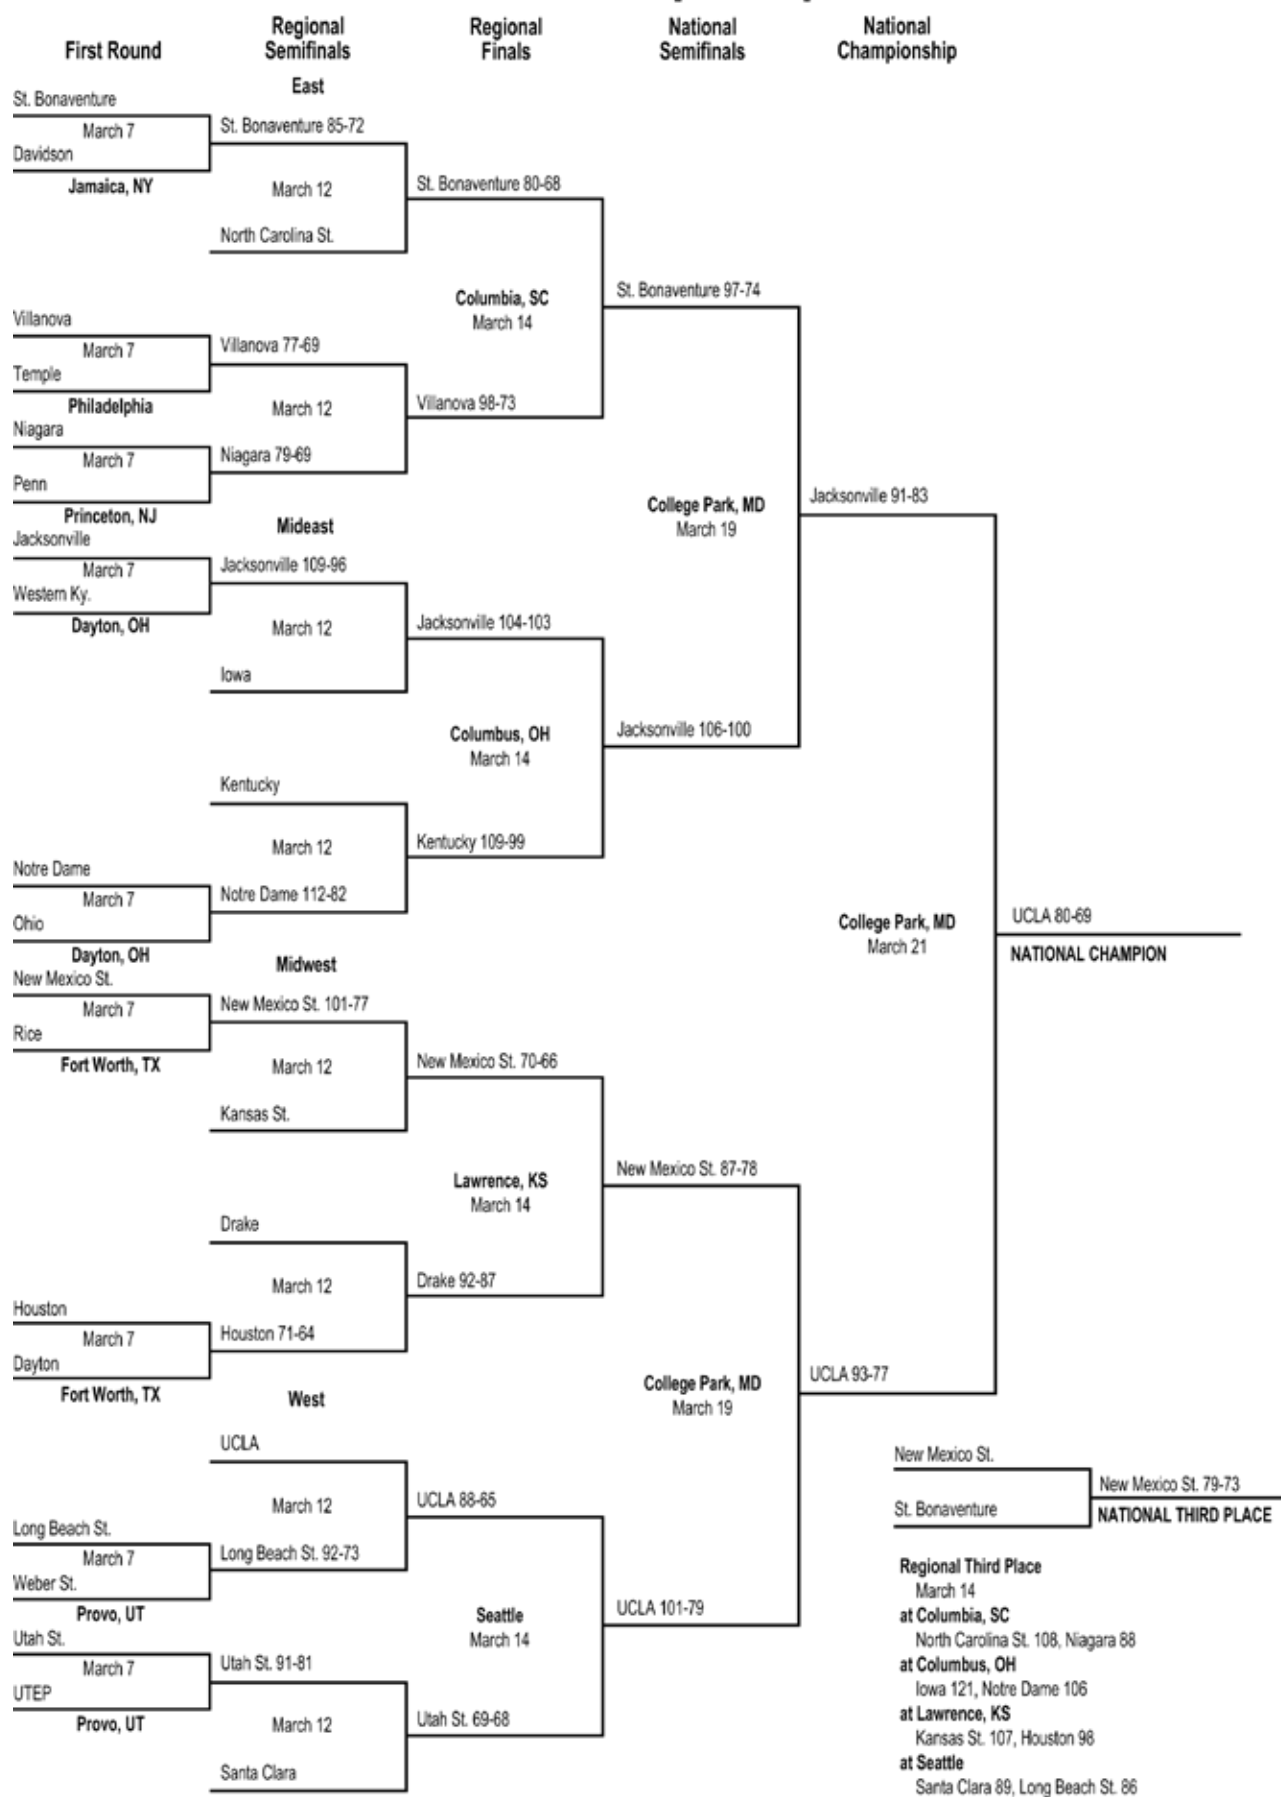 First Round
Regional
Semifinals
Regional
Finals
National
Semifinals
National
Championship
East
St. Bonaventure
March 7
Davidson
Jamaica, NY
St. Bonaventure 85-72
March 12
North Carolina St.
St. Bonaventure 80-68
Columbia, SC
March 14
St. Bonaventure 97-74
Villanova
March 7
Temple
Philadelphia
Villanova 77-69
March 12
Villanova 98-73
Niagara
March 7
Penn
Princeton, NJ
Niagara 79-69
College Park, MD
March 19
Jacksonville 91-83
Mideast
Jacksonville
March 7
Western Ky.
Dayton, OH
Jacksonville 109-96
March 12
Iowa
Jacksonville 104-103
Columbus, OH
March 14
Jacksonville 106-100
Kentucky
March 12
Kentucky 109-99
Notre Dame
March 7
Ohio
Dayton, OH
Notre Dame 112-82
College Park, MD
March 21
UCLA 80-69
NATIONAL CHAMPION
Midwest
New Mexico St.
March 7
Rice
Fort Worth, TX
New Mexico St. 101-77
March 12
Kansas St.
New Mexico St. 70-66
Lawrence, KS
March 14
New Mexico St. 87-78
Drake
March 12
Drake 92-87
Houston
March 7
Dayton
Fort Worth, TX
Houston 71-64
College Park, MD
March 19
UCLA 93-77
West
UCLA
March 12
UCLA 88-65
Long Beach St.
March 7
Weber St.
Provo, UT
Long Beach St. 92-73
Seattle
March 14
UCLA 101-79
Utah St.
March 7
UTEP
Provo, UT
Utah St. 91-81
March 12
Utah St. 69-68
Santa Clara
New Mexico St.
St. Bonaventure
New Mexico St. 79-73
NATIONAL THIRD PLACE
Regional Third Place
March 14
at Columbia, SC
North Carolina St. 108, Niagara 88
at Columbus, OH
Iowa 121, Notre Dame 106
at Lawrence, KS
Kansas St. 107, Houston 98
at Seattle
Santa Clara 89, Long Beach St. 86